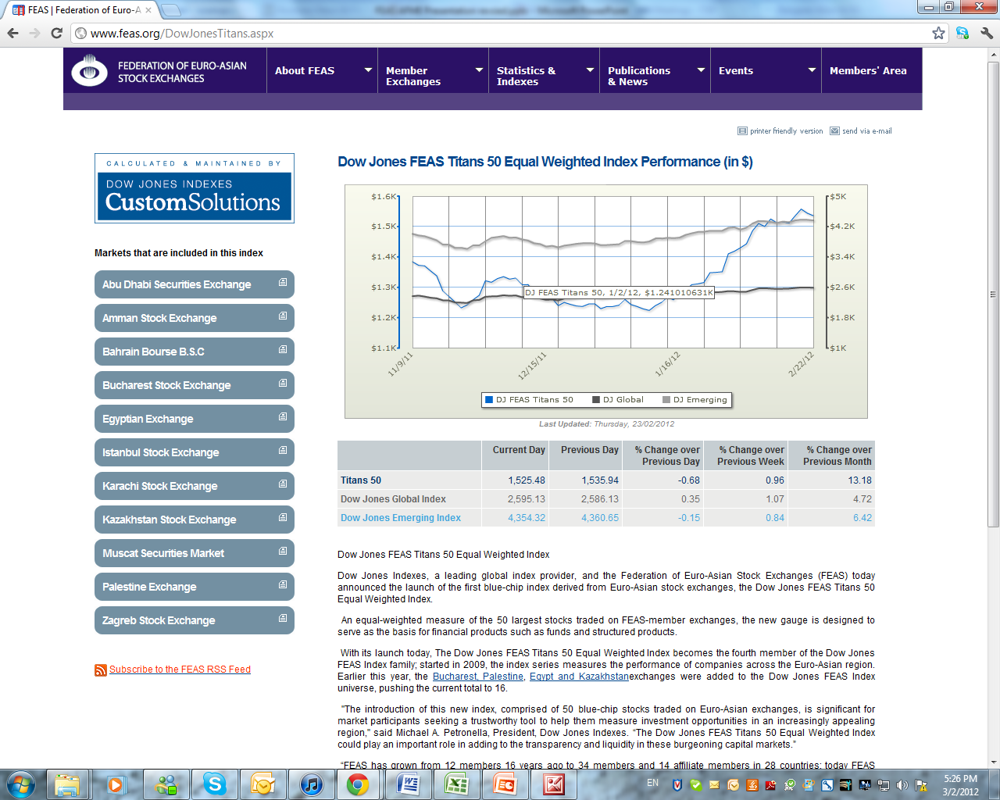 FEAS | Federation of Euro-A
www.feas.org/DowJonesTitans.aspx
FEDERATION OF EURO-ASIAN
STOCK EXCHANGES
About FEAS
Member
Exchanges
Statistics &
Indexes
Publications
& News
Events
Members' Area
printer friendly version
send via e-mail
CALCULATED & MAINTAINED BY
DOW JONES INDEXES
CustomSolutions
Markets that are included in this index
Abu Dhabi Securities Exchange
Amman Stock Exchange
Bahrain Bourse B.S.C
Bucharest Stock Exchange
Egyptian Exchange
Istanbul Stock Exchange
Karachi Stock Exchange
Kazakhstan Stock Exchange
Muscat Securities Market
Palestine Exchange
Zagreb Stock Exchange
Subscribe to the FEAS RSS Feed
Dow Jones FEAS Titans 50 Equal Weighted Index Performance (in $)
$1.6K $5K
$1.5K $4.2K
$1.4K $3.4K
$1.3K $2.6K
DJ FEAS Titans 50, 1/2/12, $1.241010631K
$1.2K $1.8K
$1.1K $1K
11/9/11 12/15/11 1/16/12 2/22/12
DJ FEAS Titans 50 DJ Global DJ Emerging
Last Updated: Thursday, 23/02/2012
Current Day Previous Day % Change over Previous Day % Change over Previous Week % Change over Previous Month
Titans 50 1,525.48 1,535.94 -0.68 0.96 13.18
Dow Jones Global Index 2,595.13 2,586.13 0.35 1.07 4.72
Dow Jones Emerging Index 4,354.32 4,360.65 -0.15 0.84 6.42
Dow Jones FEAS Titans 50 Equal Weighted Index
Dow Jones Indexes, a leading global index provider, and the Federation of Euro-Asian Stock Exchanges (FEAS) today
announced the launch of the first blue-chip index derived from Euro-Asian stock exchanges, the Dow Jones FEAS Titans 50
Equal Weighted Index.
An equal-weighted measure of the 50 largest stocks traded on FEAS-member exchanges, the new gauge is designed to
serve as the basis for financial products such as funds and structured products.
With its launch today, The Dow Jones FEAS Titans 50 Equal Weighted Index becomes the fourth member of the Dow Jones
FEAS Index family; started in 2009, the index series measures the performance of companies across the Euro-Asian region.
Earlier this year, the Bucharest, Palestine, Egypt and Kazakhstanexchanges were added to the Dow Jones FEAS Index
universe, pushing the current total to 16.
"The introduction of this new index, comprised of 50 blue-chip stocks traded on Euro-Asian exchanges, is significant for
market participants seeking a trustworthy tool to help them measure investment opportunities in an increasingly appealing
region," said Michael A. Petronella, President, Dow Jones Indexes. “The Dow Jones FEAS Titans 50 Equal Weighted Index
could play an important role in adding to the transparency and liquidity in these burgeoning capital markets.”
“FEAS has grown from 12 members 16 years ago to 34 members and 14 affiliate members in 28 countries; today FEAS
EN
5:26 PM
3/2/2012